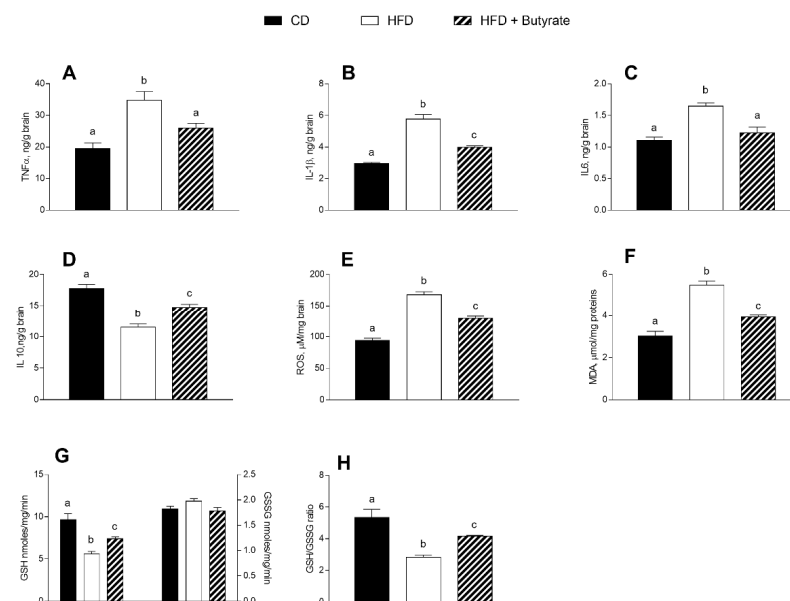 CD HFD HFD + Butyrate
A
TNFα, ng/g brain
40
30
20
10
0
a
b
a
B
IL-1β, ng/g brain
8
6
4
2
0
a
b
c
C
IL6, ng/g brain
2.0
1.5
1.0
0.5
0.0
a
b
a
D
IL 10,ng/g brain
20
15
10
5
0
a
b
c
E
ROS, μM/mg brain
200
150
100
50
0
a
b
c
F
MDA, μmol/mg proteins
6
4
2
0
a
b
c
G
GSH nmoles/mg/min
15
10
5
0
a
b
c
2.5
2.0
1.5
1.0
0.5
0.0
GSSG nmoles/mg/min
H
GSH/GSSG ratio
8
6
4
2
0
a
b
c